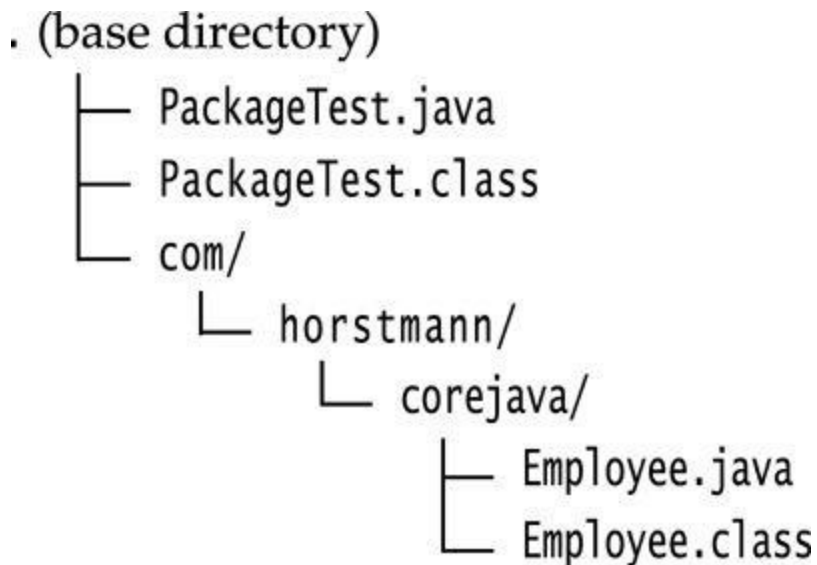 . (base directory)
PackageTest.java
PackageTest.class
com/
horstmann/
corejava/
Employee.java
Employee.class